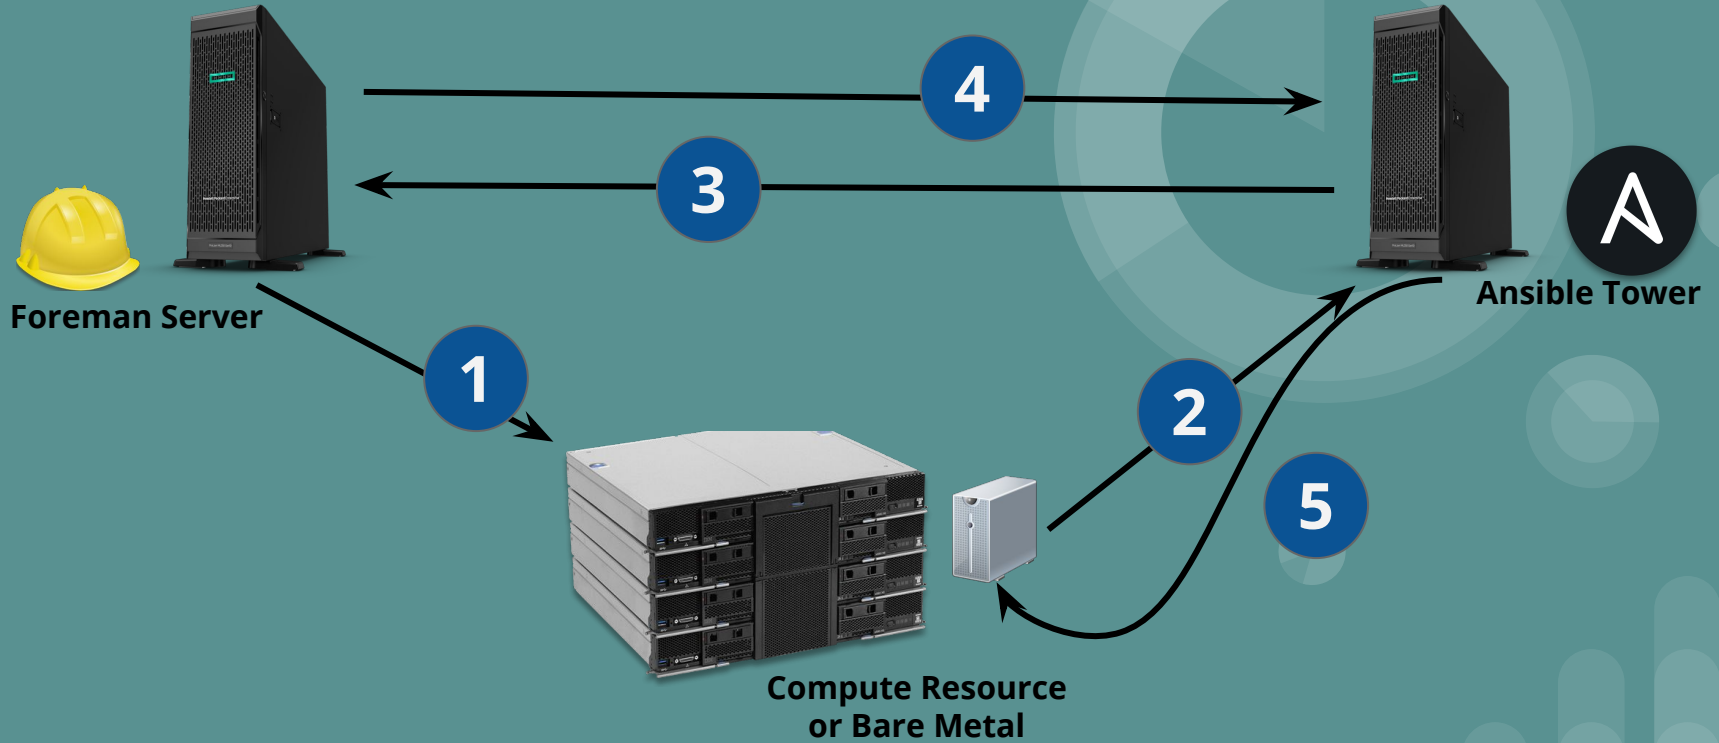 4
3
Foreman Server
Ansible Tower
1
2
5
Compute Resource
or Bare Metal